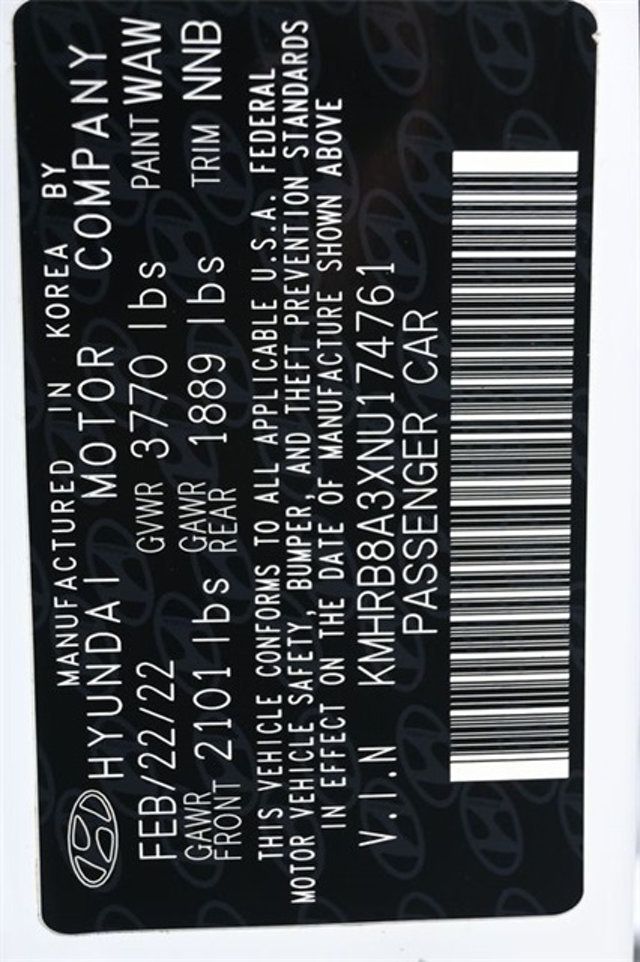 MANUFACTURED IN KOREA BY
HYUNDAI MOTOR COMPANY
FEB/22/22 GVWR 3770 lbs PAINT WAW
GAWR FRONT 2101 lbs GAWR REAR 1889 lbs TRIM NNB
THIS VEHICLE CONFORMS TO ALL APPLICABLE U.S.A. FEDERAL
MOTOR VEHICLE SAFETY, BUMPER, AND THEFT PREVENTION STANDARDS
IN EFFECT ON THE DATE OF MANUFACTURE SHOWN ABOVE
V.I.N KMHRB8A3XNU174761
PASSENGER CAR